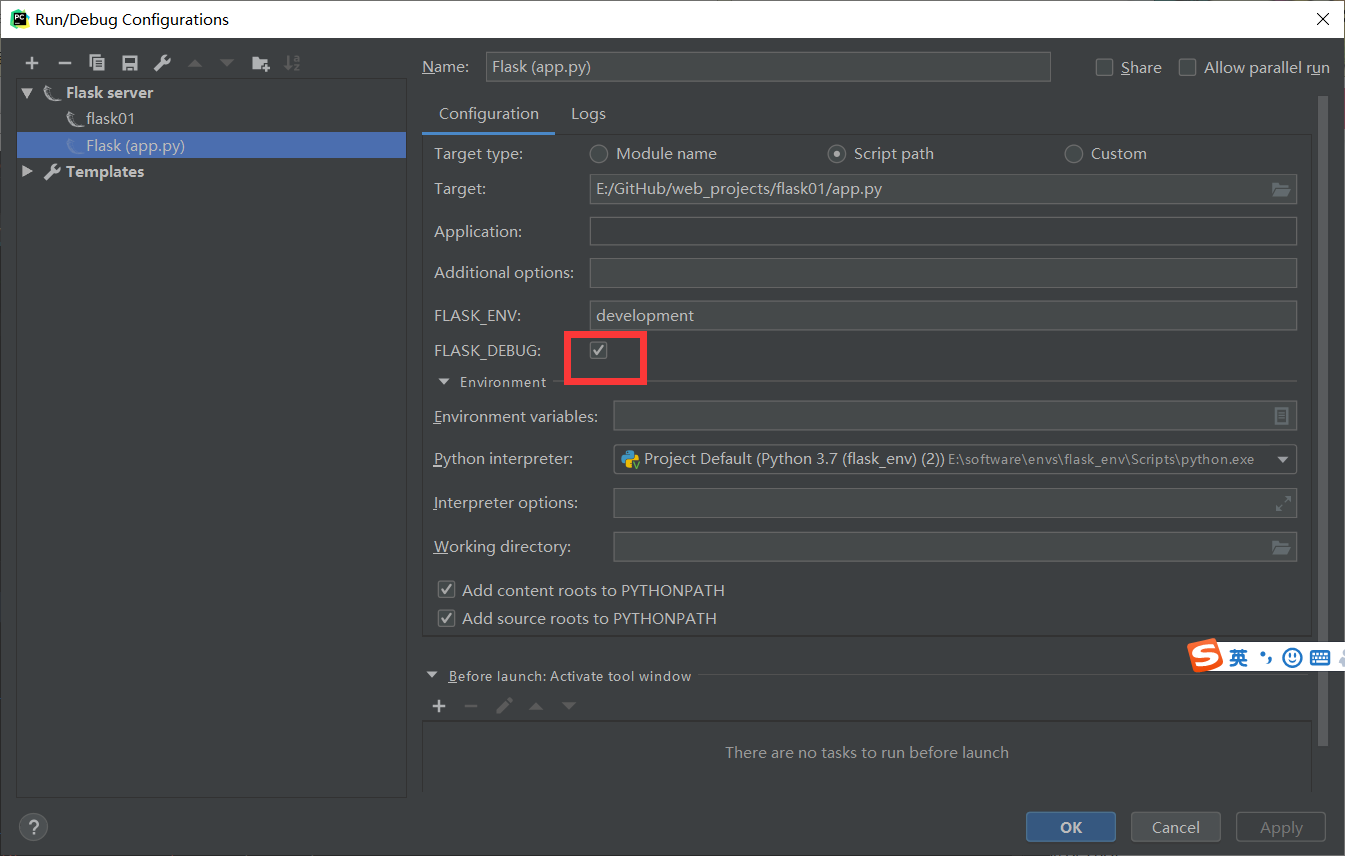 PC Run/Debug Configurations
Name: Flask (app.py) Share Allow parallel run
Flask server
flask01
Flask (app.py)
Templates
Configuration Logs
Target type: Module name Script path Custom
Target: E:/GitHub/web_projects/flask01/app.py
Application:
Additional options:
FLASK_ENV: development
FLASK_DEBUG:
Environment
Environment variables:
Python interpreter: Project Default (Python 3.7 (flask_env) (2)) E:\software\envs\flask_env\Scripts\python.exe
Interpreter options:
Working directory:
Add content roots to PYTHONPATH
Add source roots to PYTHONPATH
S 英
Before launch: Activate tool window
There are no tasks to run before launch
? OK Cancel Apply